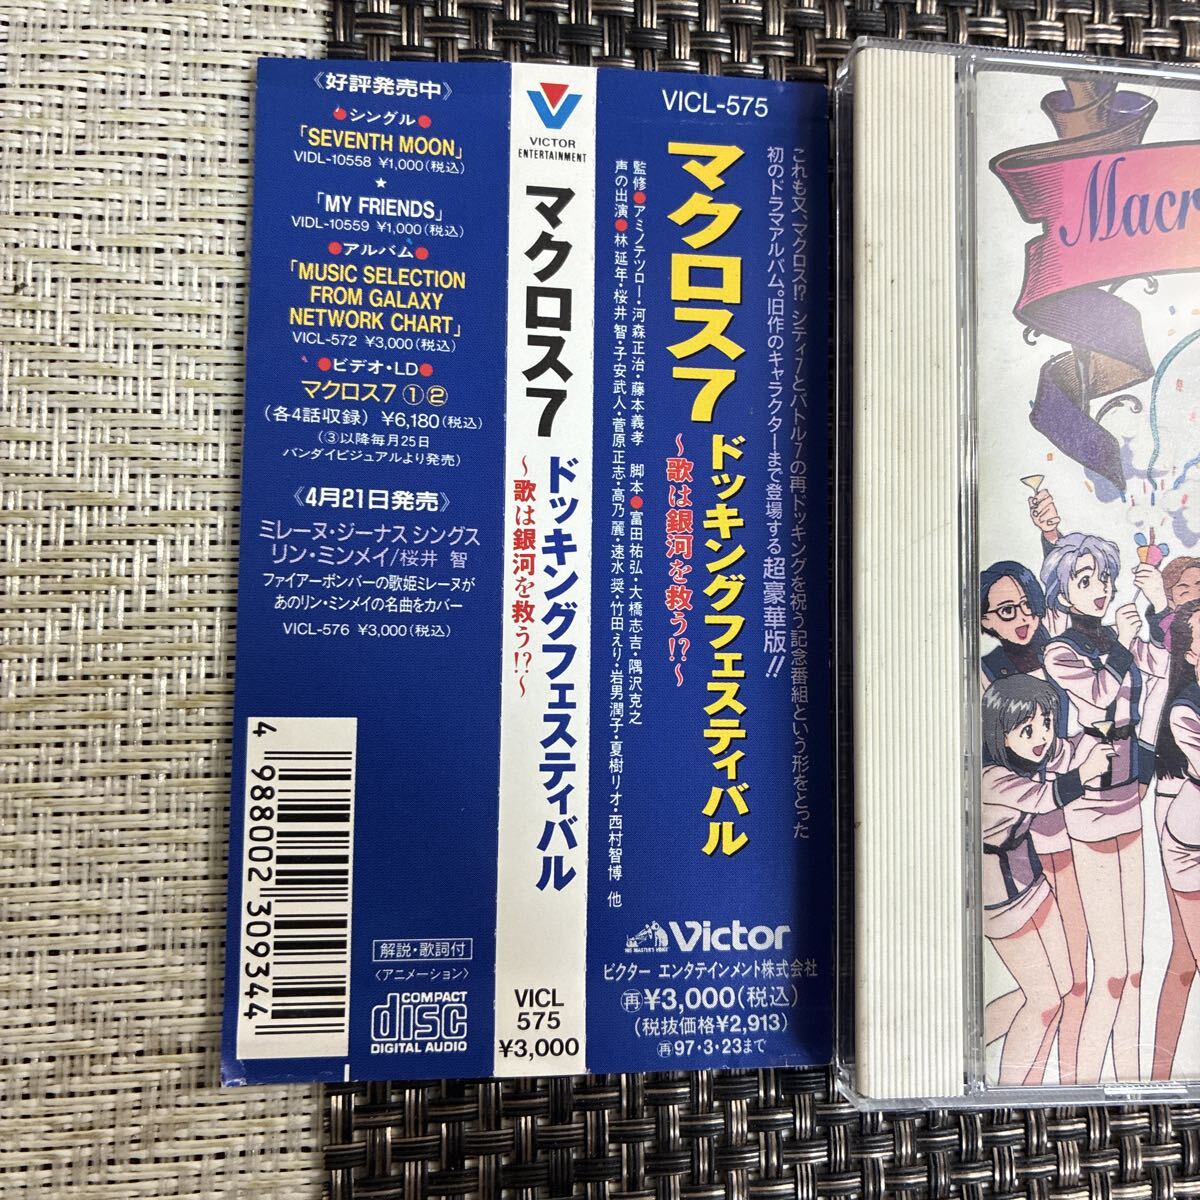 《好評発売中》
●シングル●
「SEVENTH MOON」
VIDL-10558 ¥1,000(税込)
★
「MY FRIENDS」
VIDL-10559 ¥1,000(税込)
●アルバム●
「MUSIC SELECTION
FROM GALAXY
NETWORK CHART」
VICL-572 ¥3,000(税込)
●ビデオ・LD●
マクロス7 ①②
(各4話収録) ¥6,180(税込)
(③以降毎月25日
バンダイビジュアルより発売)
《4月21日発売》
ミレーヌ・ジーナス シングス
リン・ミンメイ/桜井 智
ファイアーボンバーの歌姫ミレーヌが
あのリン・ミンメイの名曲をカバー
VICL-576 ¥3,000(税込)
4 988002 309344
解説・歌詞付
〈アニメーション〉
COMPACT
disc
DIGITAL AUDIO
VICTOR
ENTERTAINMENT
マクロス7 ドッキングフェスティバル
〜歌は銀河を救う!?〜
VICL
575
¥3,000
VICL-575
これも又、マクロス!? シティ7とバトル7の再ドッキングを祝う記念番組という形をとった
初のドラマアルバム。旧作のキャラクターまで登場する超豪華版!!
マクロス7 ドッキングフェスティバル
〜歌は銀河を救う!?〜
監修●アミノテツロー・河森正治・藤本義孝 脚本●富田祐弘・大橋志吉・隅沢克之
声の出演●林 延年・桜井 智・子安武人・菅原正志・高乃 麗・速水 奨・竹田えり・岩男潤子・夏樹リオ・西村智博 他
"HIS MASTER'S VOICE"
Victor
ビクター エンタテインメント株式会社
再¥3,000(税込)
(税抜価格¥2,913)
再97・3・23まで
Macr